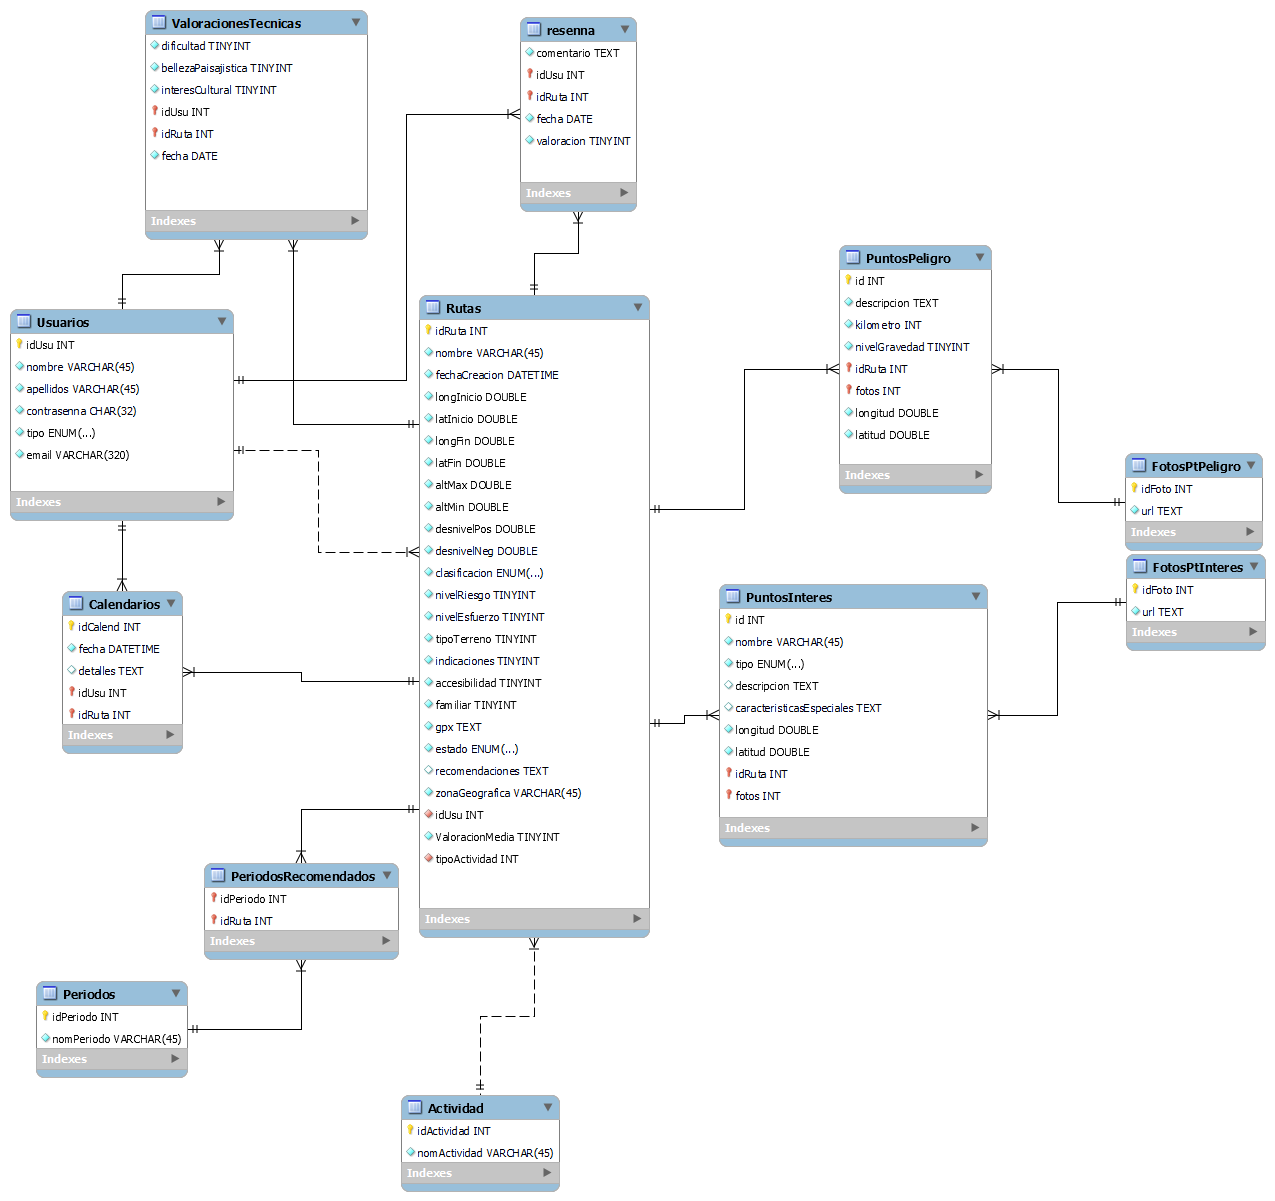 ValoracionesTecnicas
dificultad TINYINT
bellezaPaisajistica TINYINT
interesCultural TINYINT
idUsu INT
idRuta INT
fecha DATE
Indexes
resenna
comentario TEXT
idUsu INT
idRuta INT
fecha DATE
valoracion TINYINT
Indexes
Usuarios
idUsu INT
nombre VARCHAR(45)
apellidos VARCHAR(45)
contrasenna CHAR(32)
tipo ENUM(...)
email VARCHAR(320)
Indexes
Rutas
idRuta INT
nombre VARCHAR(45)
fechaCreacion DATETIME
longInicio DOUBLE
latInicio DOUBLE
longFin DOUBLE
latFin DOUBLE
altMax DOUBLE
altMin DOUBLE
desnivelPos DOUBLE
desnivelNeg DOUBLE
clasificacion ENUM(...)
nivelRiesgo TINYINT
nivelEsfuerzo TINYINT
tipoTerreno TINYINT
indicaciones TINYINT
accesibilidad TINYINT
familiar TINYINT
gpx TEXT
estado ENUM(...)
recomendaciones TEXT
zonaGeografica VARCHAR(45)
idUsu INT
ValoracionMedia TINYINT
tipoActividad INT
Indexes
PuntosPeligro
id INT
descripcion TEXT
kilometro INT
nivelGravedad TINYINT
idRuta INT
fotos INT
longitud DOUBLE
latitud DOUBLE
Indexes
FotosPtPeligro
idFoto INT
url TEXT
Indexes
FotosPtInteres
idFoto INT
url TEXT
Indexes
PuntosInteres
id INT
nombre VARCHAR(45)
tipo ENUM(...)
descripcion TEXT
caracteristicasEspeciales TEXT
longitud DOUBLE
latitud DOUBLE
idRuta INT
fotos INT
Indexes
Calendarios
idCalend INT
fecha DATETIME
detalles TEXT
idUsu INT
idRuta INT
Indexes
PeriodosRecomendados
idPeriodo INT
idRuta INT
Indexes
Periodos
idPeriodo INT
nomPeriodo VARCHAR(45)
Indexes
Actividad
idActividad INT
nomActividad VARCHAR(45)
Indexes